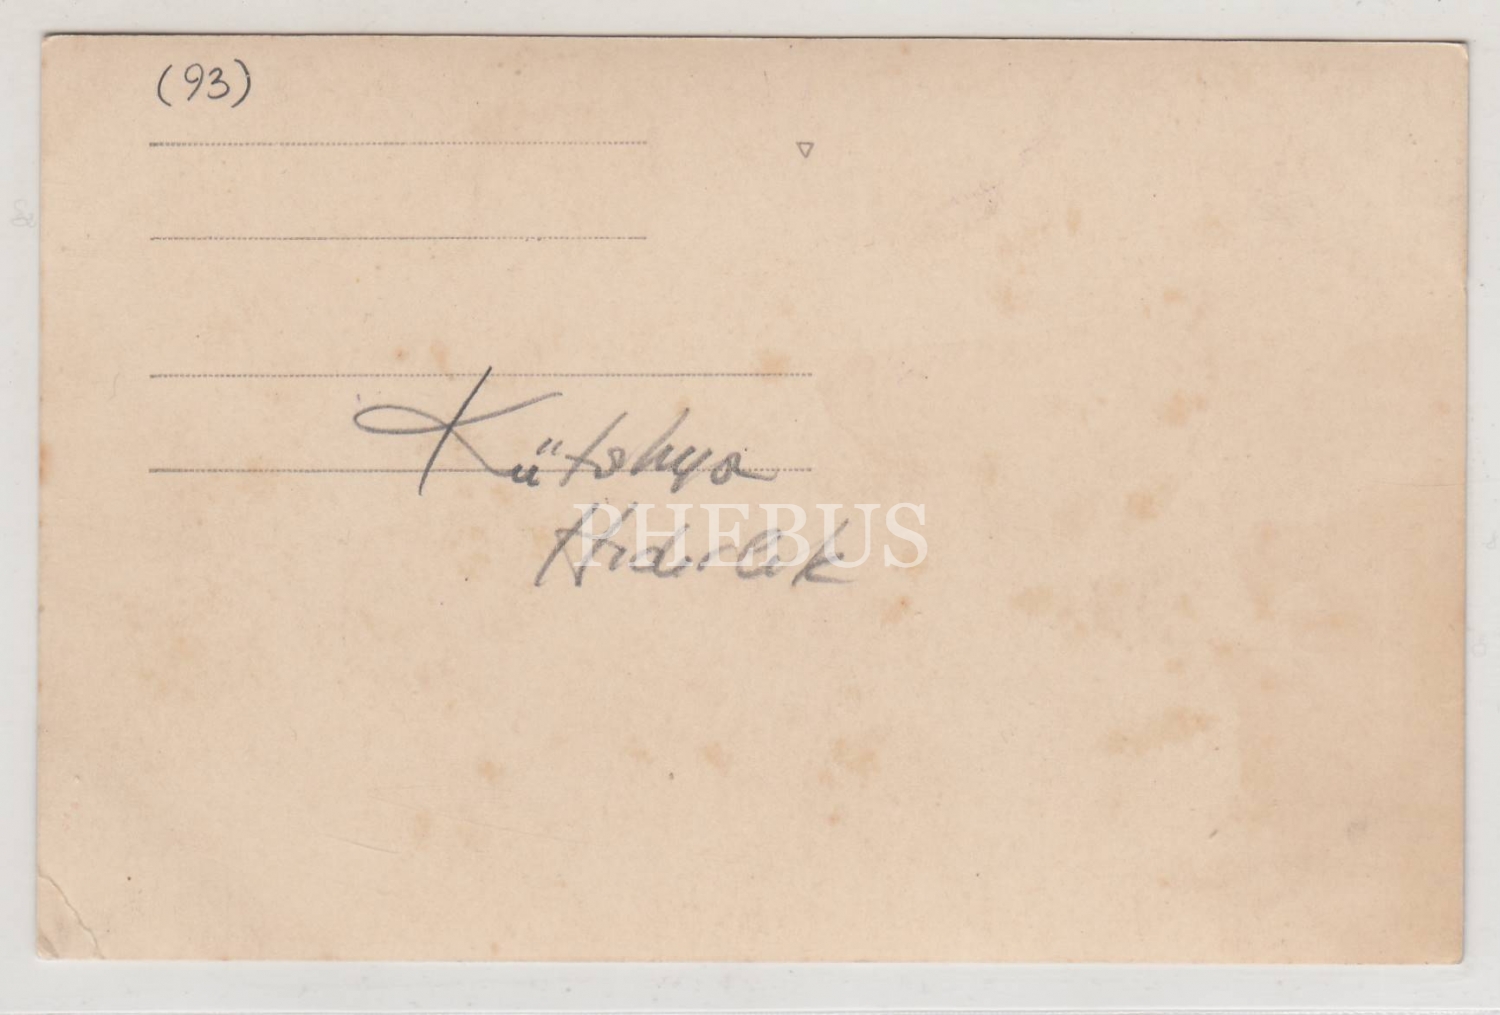 (93)
Kütahya
Hıdırlık
PHEBUS